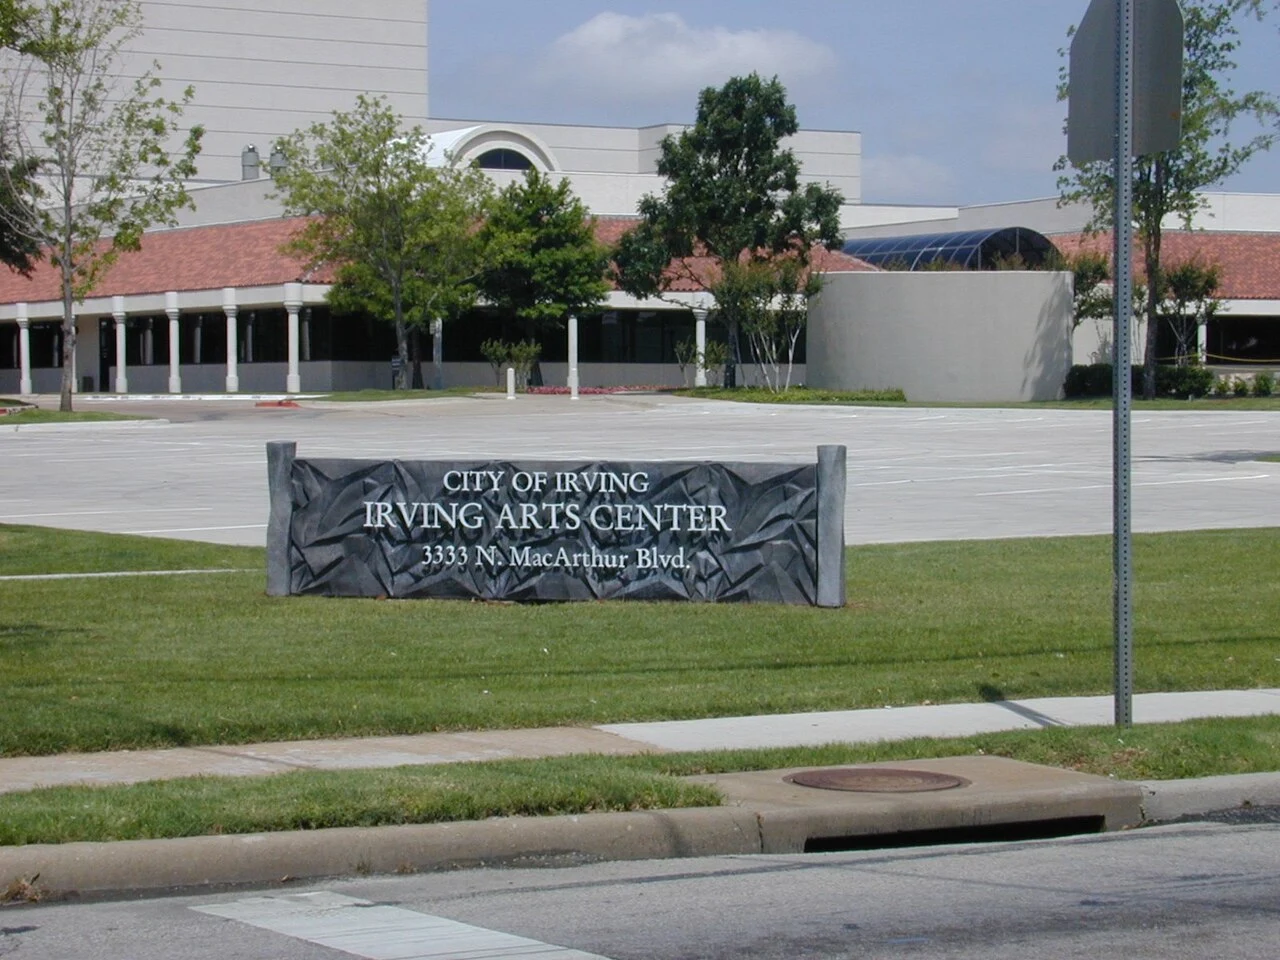 CITY OF IRVING
IRVING ARTS CENTER
3333 N. MacArthur Blvd.